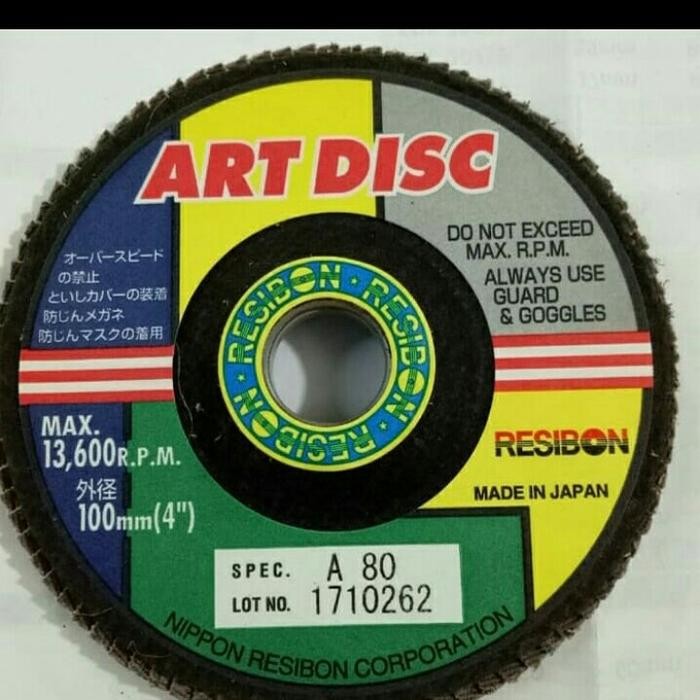 ART DISC
オーバースピード
の禁止
といしカバーの装着
防じんメガネ
防じんマスクの着用
DO NOT EXCEED
MAX. R.P.M.
ALWAYS USE
GUARD
& GOGGLES
RESIBON • RESIBON • RESIBON •
MAX.
13,600R.P.M.
外径
100mm(4")
RESIBON
MADE IN JAPAN
SPEC. A 80
LOT NO. 1710262
NIPPON RESIBON CORPORATION